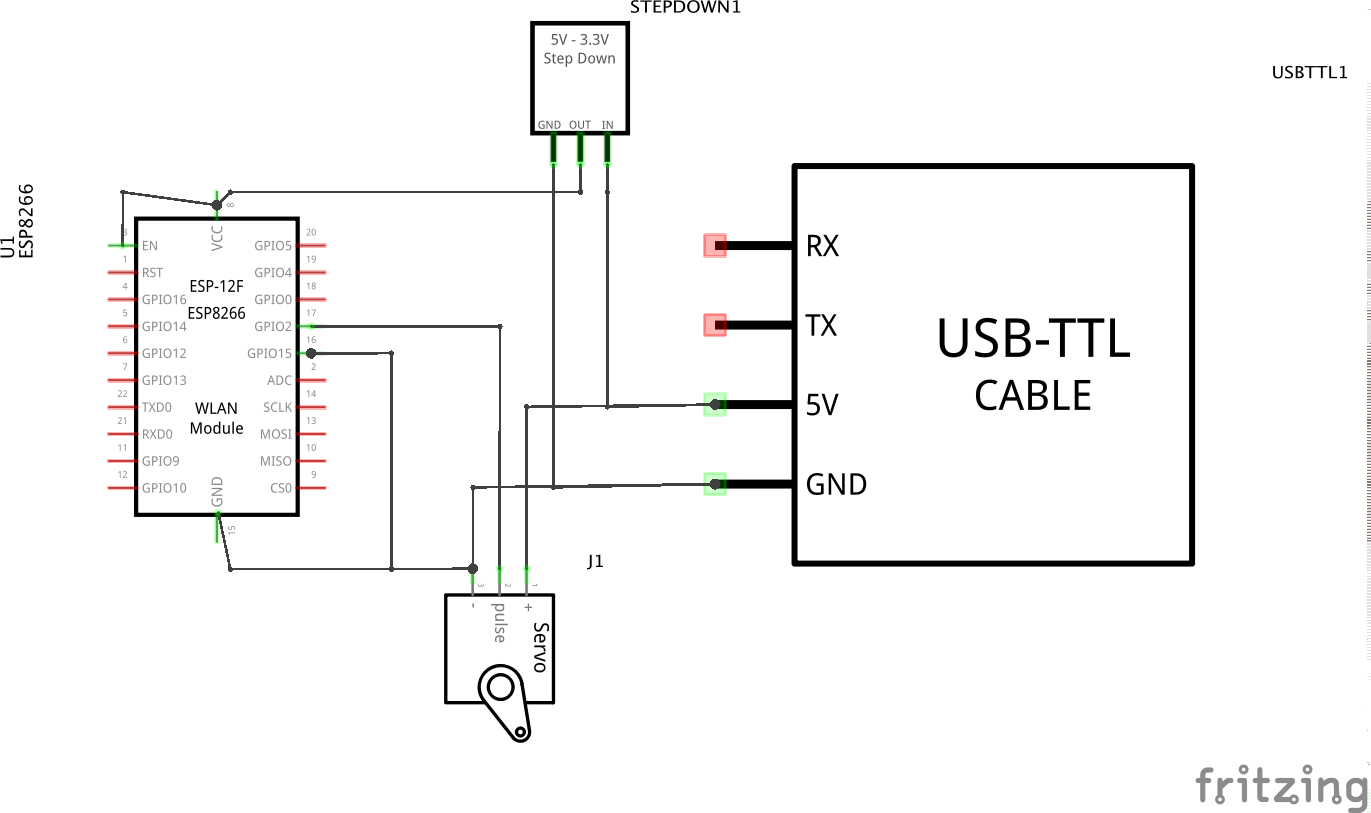 STEPDOWN1
5V - 3.3V
Step Down
GND OUT IN
USBTTL1
U1
ESP8266
8
VCC
3 EN
1 RST
4 GPIO16
5 GPIO14
6 GPIO12
7 GPIO13
22 TXD0
21 RXD0
11 GPIO9
12 GPIO10
ESP-12F
ESP8266
WLAN
Module
GPIO5 20
GPIO4 19
GPIO0 18
GPIO2 17
GPIO15 16
ADC 2
SCLK 14
MOSI 13
MISO 10
CS0 9
GND
15
RX
TX
5V
GND
USB-TTL
CABLE
J1
3 2 1
- pulse +
Servo
fritzing